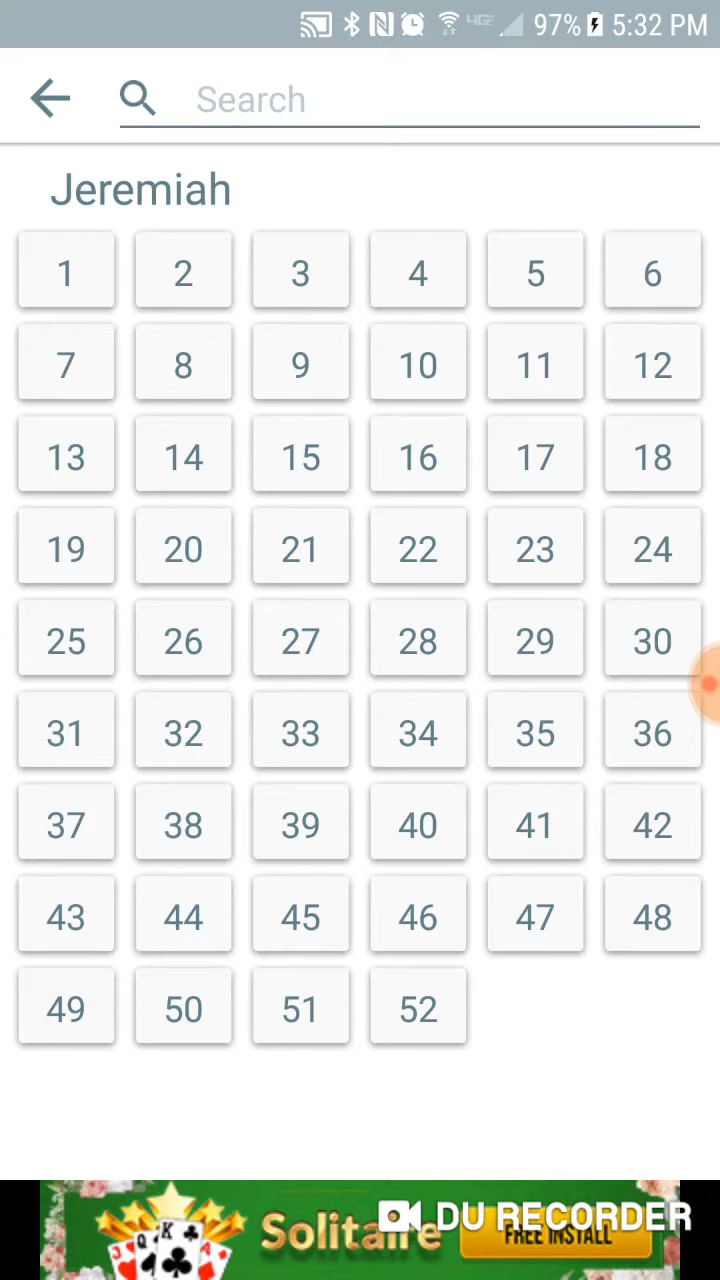 4GE 97% 5:32 PM
Search
Jeremiah
1 2 3 4 5 6
7 8 9 10 11 12
13 14 15 16 17 18
19 20 21 22 23 24
25 26 27 28 29 30
31 32 33 34 35 36
37 38 39 40 41 42
43 44 45 46 47 48
49 50 51 52
J Q K A
Solitaire FREE INSTALL
DU RECORDER